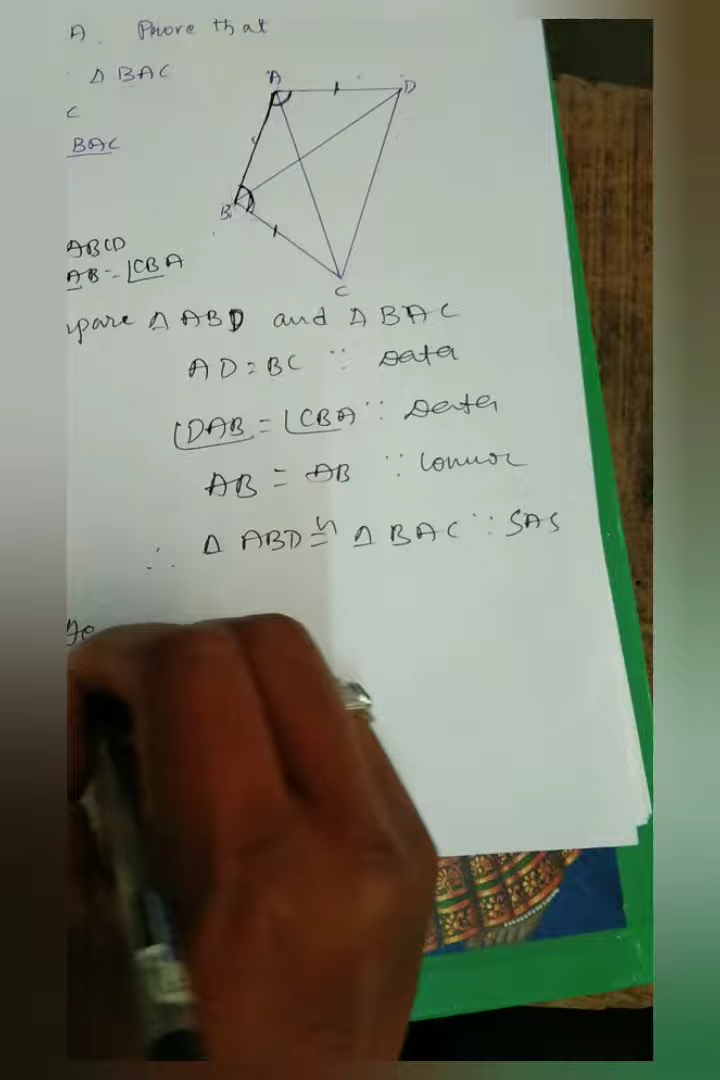 A. Prove that
Δ BAC
C
BAC
A D
B
C
ABCD
AB = ∠CBA
pare Δ ABD and Δ BAC
AD = BC ∵ Data
∠DAB = ∠CBA ∵ Data
AB = AB ∵
∴ Δ ABD ≅ Δ BAC ∵ SAS
To